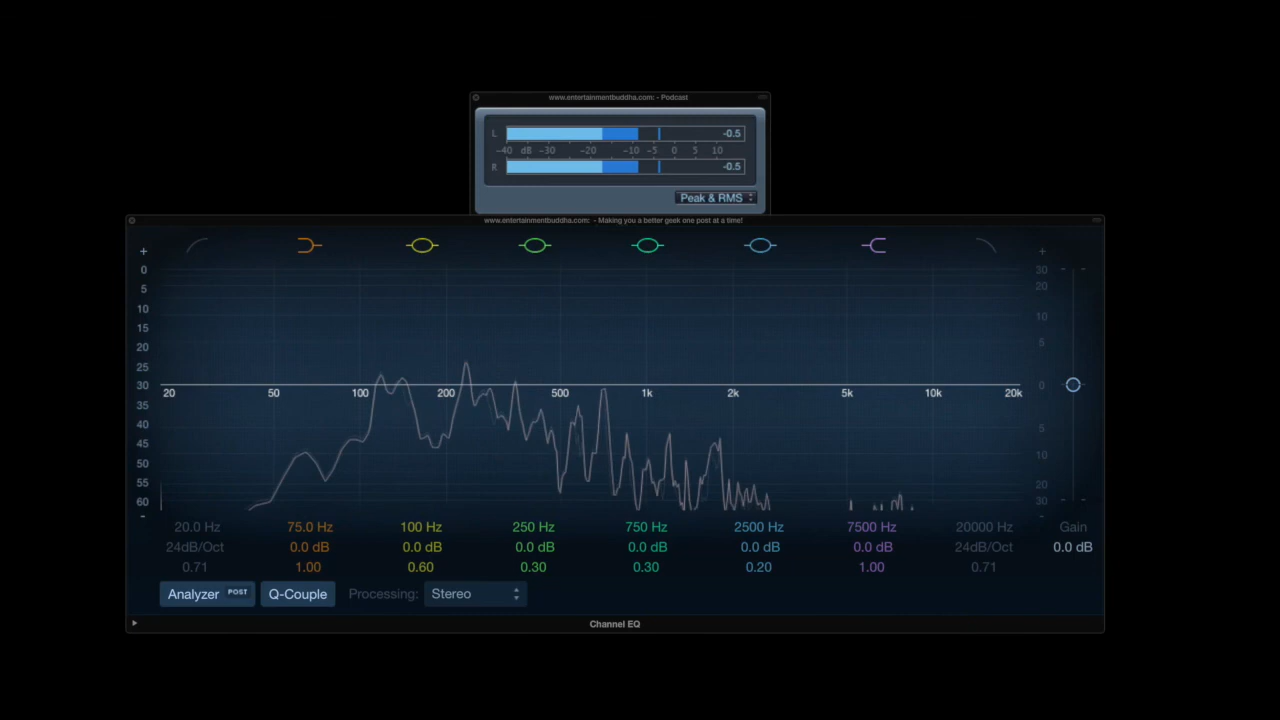 www.entertainmentbuddha.com: - Podcast
L -0.5
-40 dB -30 -20 -10 -5 0 5 10
R -0.5
Peak & RMS
www.entertainmentbuddha.com: - Making you a better geek one post at a time!
+ +
0 30
5 20
10 10
15
20 5
25
30 0
20 50 100 200 500 1k 2k 5k 10k 20k
35
40 5
45 10
50
55 20
60 30
- -
20.0 Hz 75.0 Hz 100 Hz 250 Hz 750 Hz 2500 Hz 7500 Hz 20000 Hz Gain
24dB/Oct 0.0 dB 0.0 dB 0.0 dB 0.0 dB 0.0 dB 0.0 dB 24dB/Oct 0.0 dB
0.71 1.00 0.60 0.30 0.30 0.20 1.00 0.71
Analyzer POST Q-Couple Processing: Stereo
Channel EQ